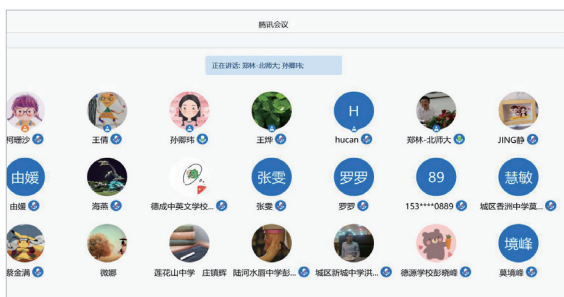 腾讯会议
正在讲话: 郑林-北师大; 孙卿玮;
H
柯珊沙 王倩 孙卿玮 王烨 hucan 郑林-北师大 JING静
由媛 张雯 罗罗 89 慧敏
由媛 海燕 德成中英文学校... 张雯 罗罗 153****0889 城区香洲中学莫...
境峰
蔡金满 微娜 莲花山中学 庄镇辉 陆河水唇中学彭... 城区新城中学洪... 德源学校彭晓峰 莫境峰